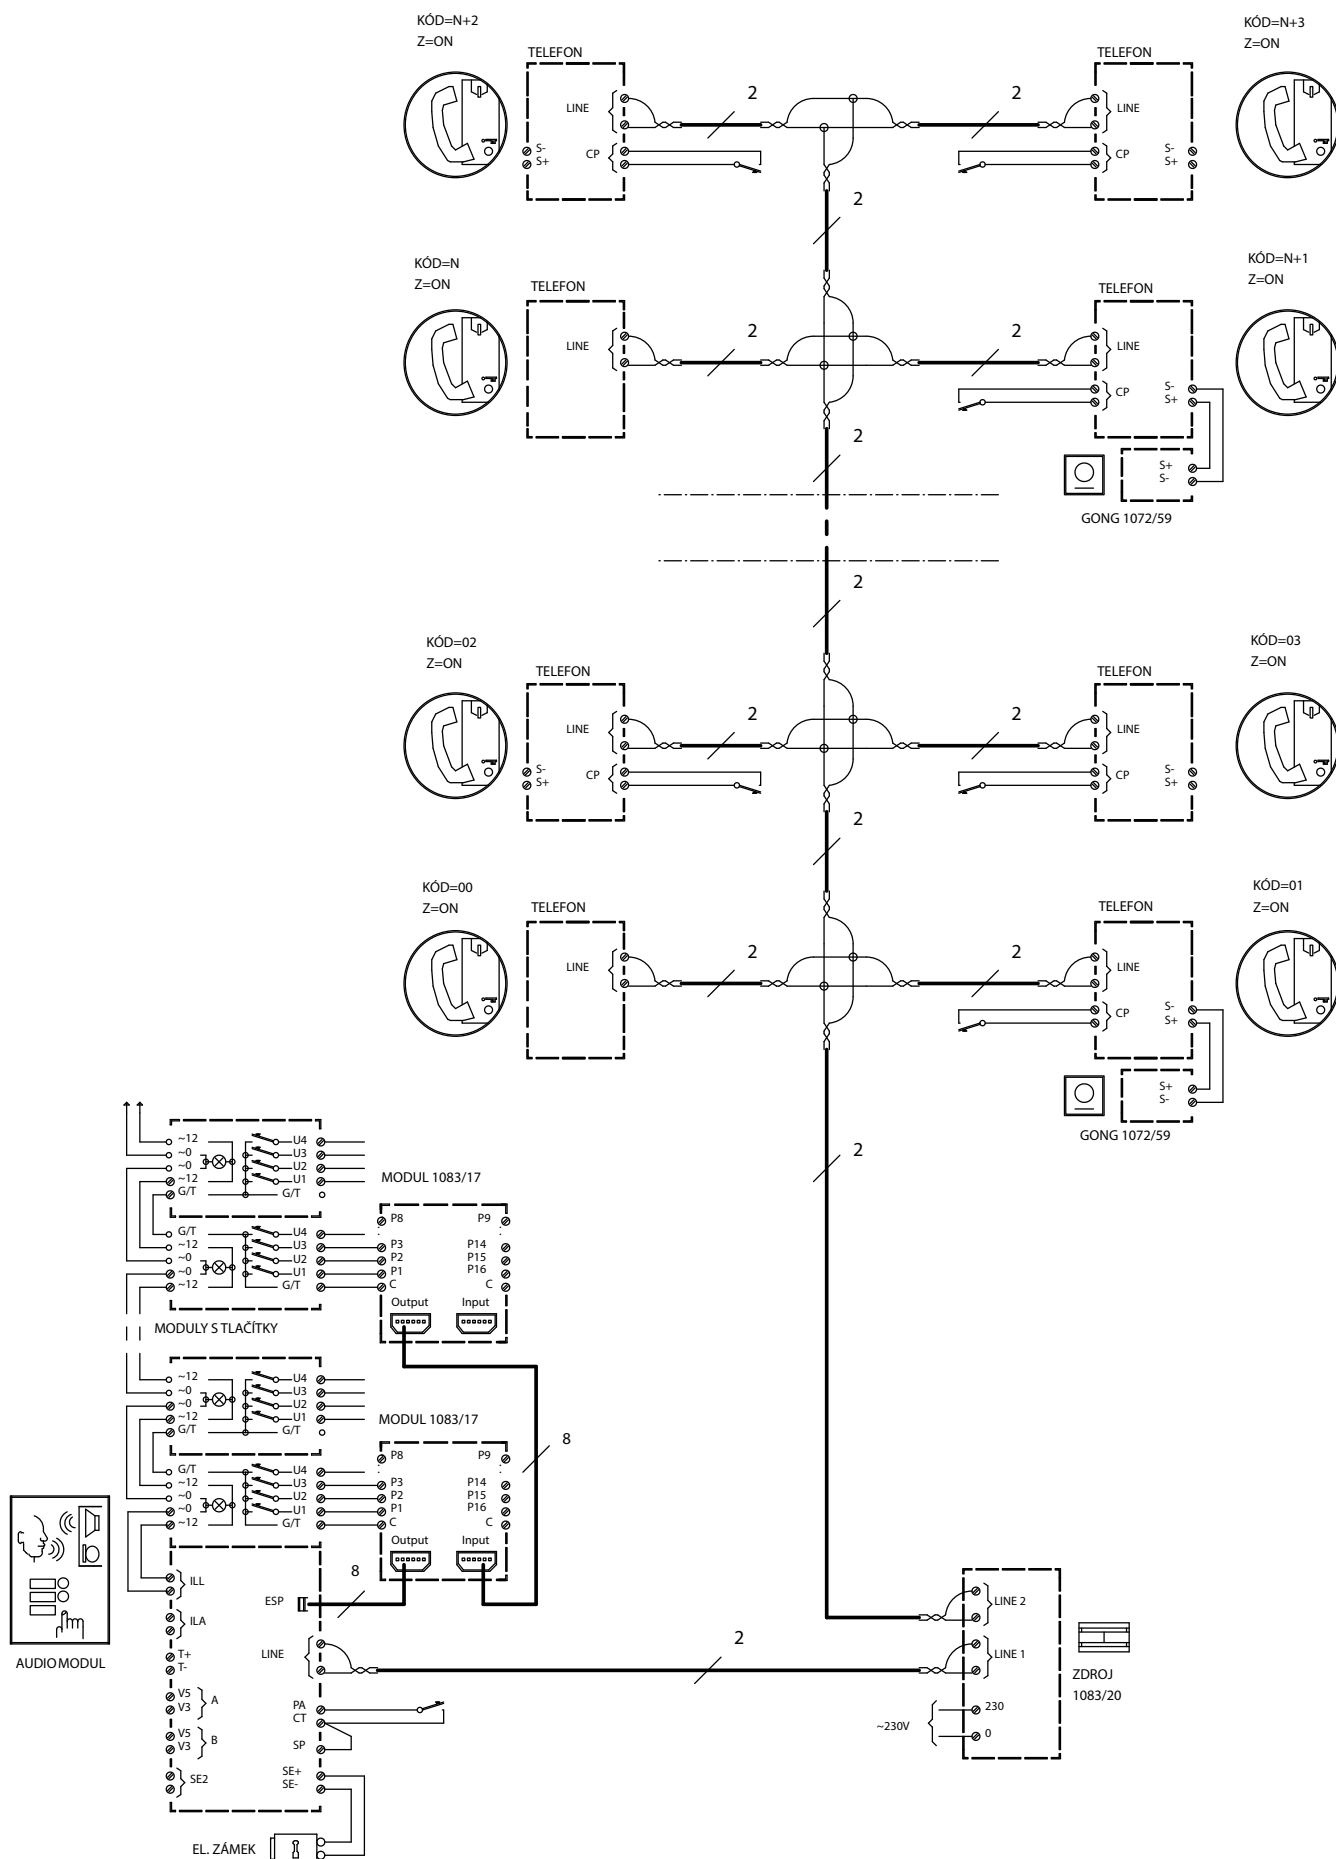 KÓD=N+2
Z=ON
KÓD=N+3
Z=ON
TELEFON
TELEFON
LINE
2
2
LINE
S-
S+
CP
CP
S-
S+
2
KÓD=N
Z=ON
KÓD=N+1
Z=ON
TELEFON
TELEFON
LINE
2
2
LINE
CP
S-
S+
2
S+
S-
GONG 1072/59
2
KÓD=02
Z=ON
KÓD=03
Z=ON
TELEFON
TELEFON
LINE
2
2
LINE
S-
S+
CP
CP
S-
S+
2
KÓD=00
Z=ON
KÓD=01
Z=ON
TELEFON
TELEFON
LINE
2
2
LINE
CP
S-
S+
S+
S-
GONG 1072/59
2
~12
~0
~0
~12
G/T
U4
U3
U2
U1
G/T
MODUL 1083/17
G/T
~12
~0
~0
~12
U4
U3
U2
U1
G/T
P8
P3
P2
P1
C
P9
P14
P15
P16
C
Output
Input
MODULY S TLAČÍTKY
~12
~0
~0
~12
G/T
U4
U3
U2
U1
G/T
MODUL 1083/17
8
G/T
~12
~0
~0
~12
U4
U3
U2
U1
G/T
P8
P3
P2
P1
C
P9
P14
P15
P16
C
Output
Input
8
ILL
ESP
ILA
LINE
T+
T-
V5
V3
A
V5
V3
B
SE2
PA
CT
SP
SE+
SE-
AUDIO MODUL
2
LINE 2
LINE 1
230
0
~230V
ZDROJ
1083/20
EL. ZÁMEK